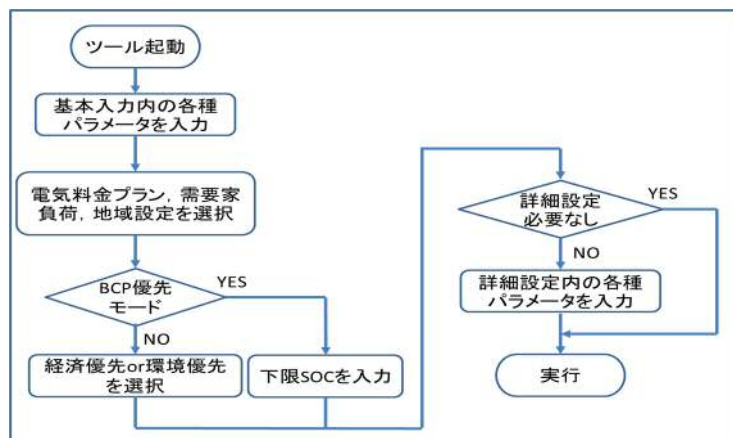 ツール起動
基本入力内の各種
パラメータを入力
電気料金プラン, 需要家
負荷, 地域設定を選択
BCP優先
モード
YES
NO
経済優先or環境優先
を選択
下限SOCを入力
詳細設定
必要なし
YES
NO
詳細設定内の各種
パラメータを入力
実行